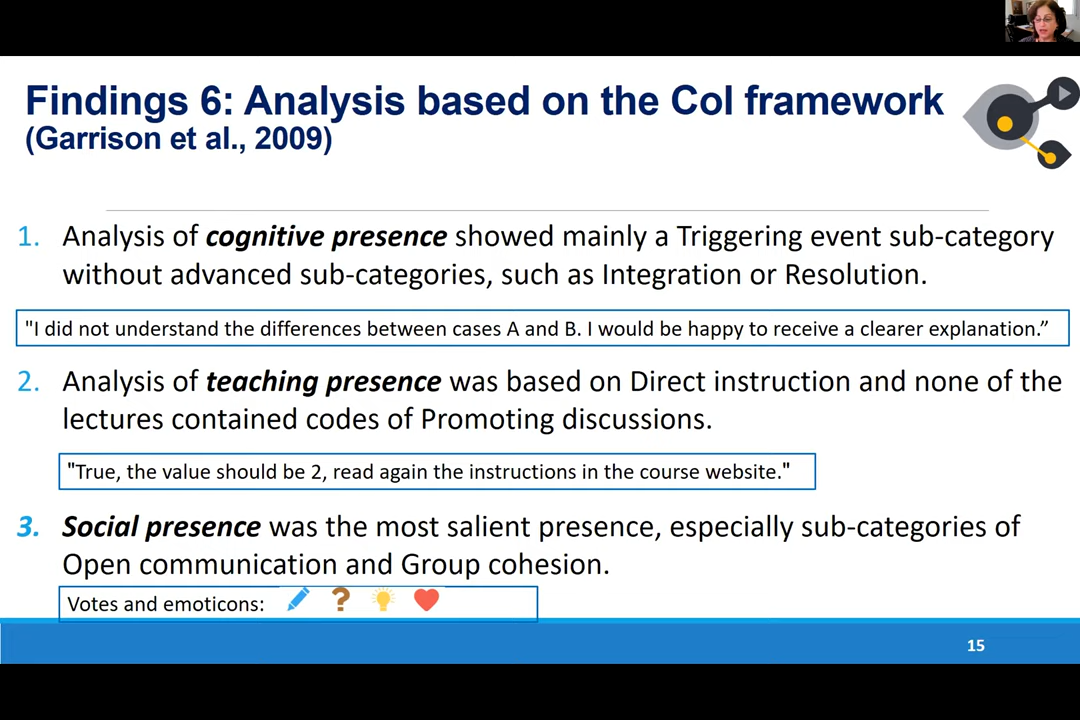 Findings 6: Analysis based on the CoI framework
(Garrison et al., 2009)
1. Analysis of cognitive presence showed mainly a Triggering event sub-category
without advanced sub-categories, such as Integration or Resolution.
"I did not understand the differences between cases A and B. I would be happy to receive a clearer explanation.”
2. Analysis of teaching presence was based on Direct instruction and none of the
lectures contained codes of Promoting discussions.
"True, the value should be 2, read again the instructions in the course website."
3. Social presence was the most salient presence, especially sub-categories of
Open communication and Group cohesion.
Votes and emoticons: ?
15